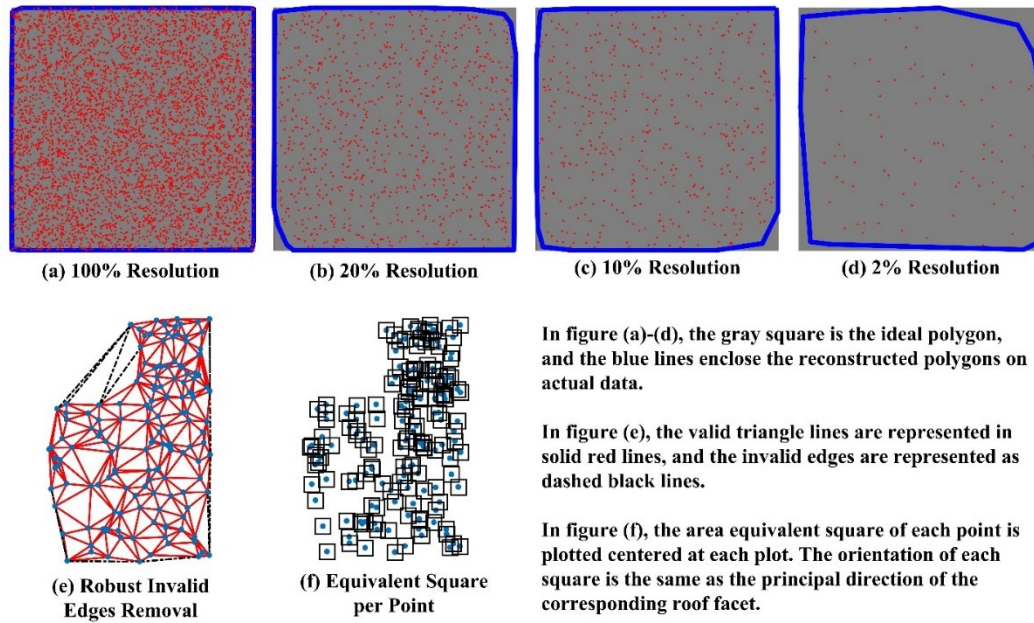 (a) 100% Resolution
(b) 20% Resolution
(c) 10% Resolution
(d) 2% Resolution
(e) Robust Invalid
Edges Removal
(f) Equivalent Square
per Point
In figure (a)-(d), the gray square is the ideal polygon,
and the blue lines enclose the reconstructed polygons on
actual data.
In figure (e), the valid triangle lines are represented in
solid red lines, and the invalid edges are represented as
dashed black lines.
In figure (f), the area equivalent square of each point is
plotted centered at each plot. The orientation of each
square is the same as the principal direction of the
corresponding roof facet.